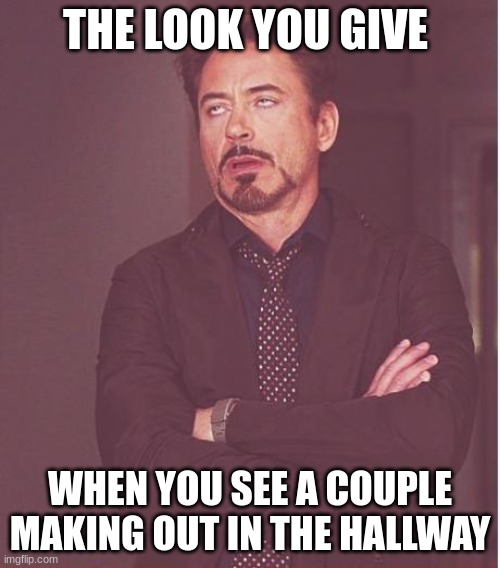 THE LOOK YOU GIVE
WHEN YOU SEE A COUPLE
MAKING OUT IN THE HALLWAY
imgflip.com